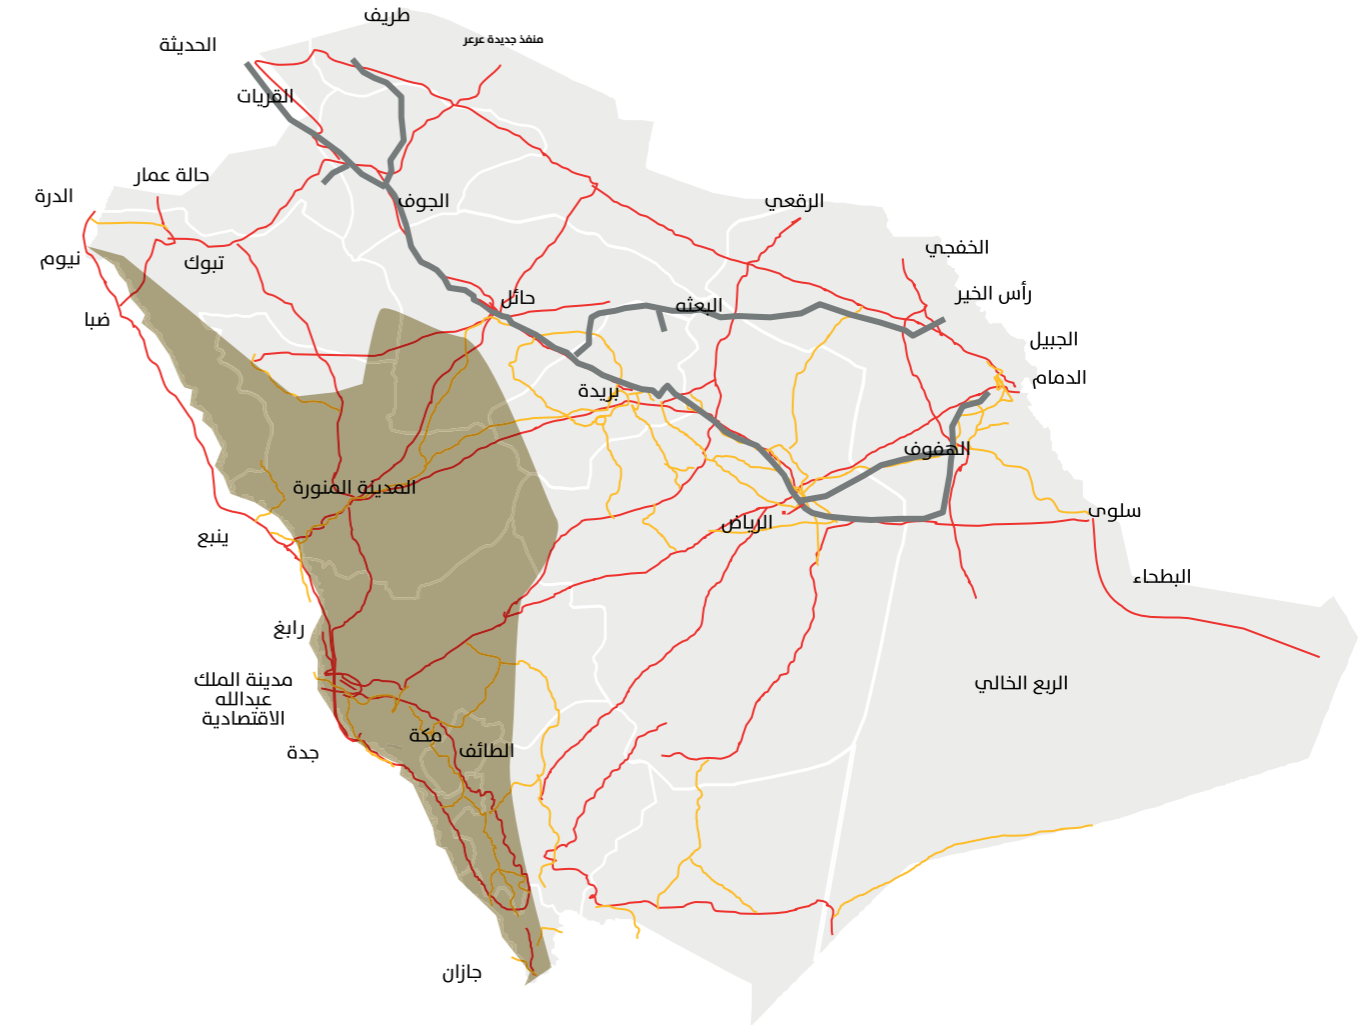 طريف
منفذ جديدة عرعر
الحديثة
القريات
حالة عمار
الدرة
الجوف
الرقعي
الخفجي
نيوم
تبوك
رأس الخير
حائل
البعثه
ضبا
الجبيل
الدمام
بريدة
الهفوف
المدينة المنورة
سلوى
الرياض
ينبع
البطحاء
رابغ
مدينة الملك
عبدالله
الاقتصادية
الربع الخالي
مكة
الطائف
جدة
جازان